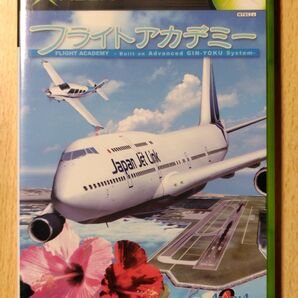 フライトアカデミー
FLIGHT ACADEMY
- Built on Advanced GIN-YOKU System -
Japan Jet Link